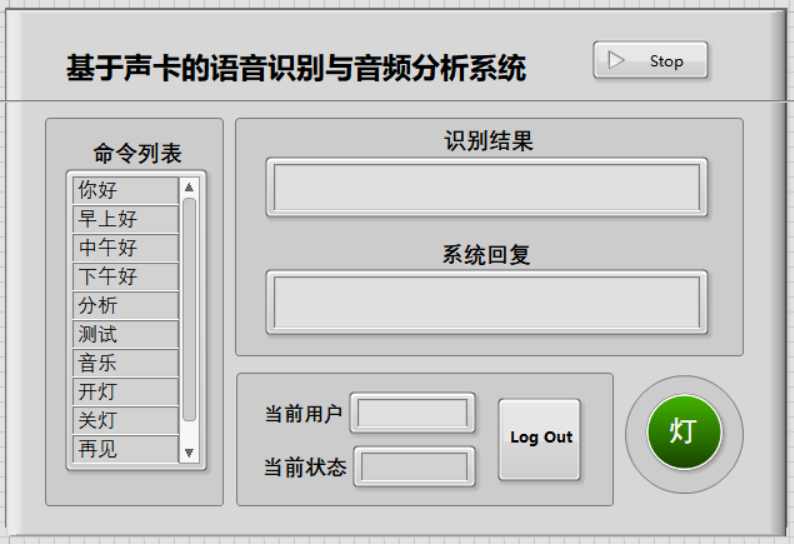 基于声卡的语音识别与音频分析系统
Stop
命令列表
你好
早上好
中午好
下午好
分析
测试
音乐
开灯
关灯
再见
识别结果
系统回复
当前用户
当前状态
Log Out
灯